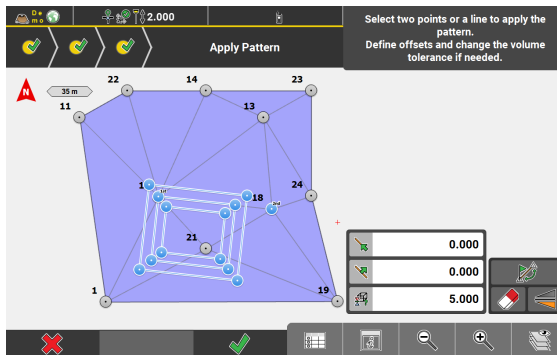 De
mo
2.000
Apply Pattern
Select two points or a line to apply the
pattern.
Define offsets and change the volume
tolerance if needed.
N
35 m
22
14
23
11
13
1
18
24
21
1
19
0.000
0.000
5.000